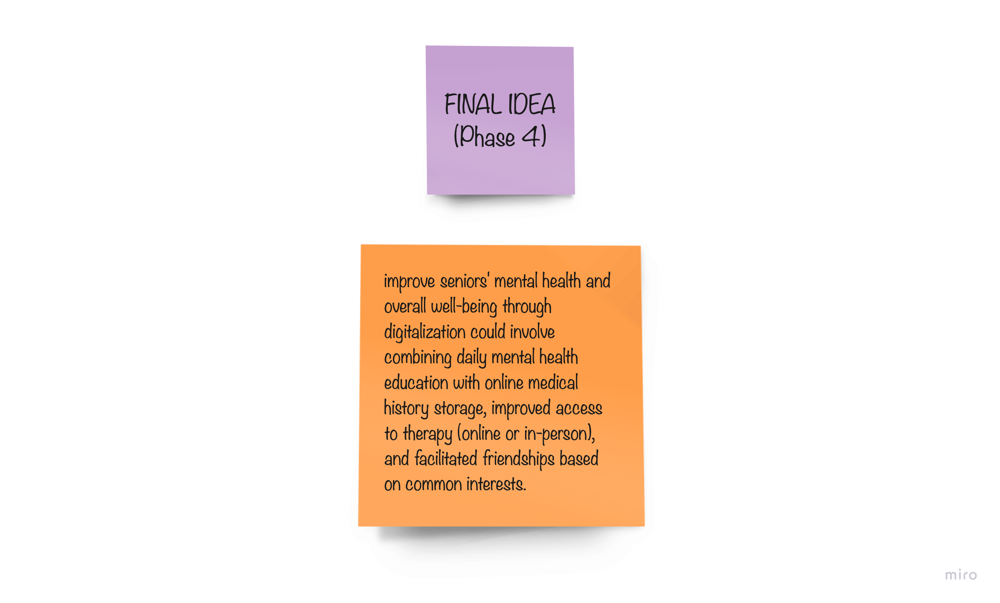 FINAL IDEA
(Phase 4)
improve seniors' mental health and
overall well-being through
digitalization could involve
combining daily mental health
education with online medical
history storage, improved access
to therapy (online or in-person),
and facilitated friendships based
on common interests.
miro